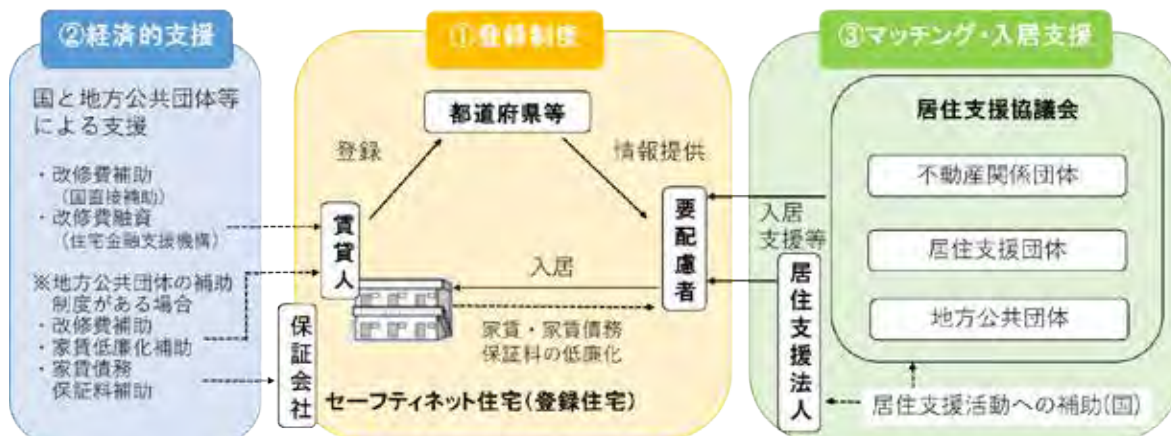 ②経済的支援
国と地方公共団体等
による支援
・改修費補助
(国直接補助)
・改修費融資
(住宅金融支援機構)
※地方公共団体の補助
制度がある場合
・改修費補助
・家賃低廉化補助
・家賃債務
保証料補助
①登録制度
都道府県等
登録
情報提供
賃貸人
要配慮者
入居
家賃・家賃債務
保証料の低廉化
保証会社
セーフティネット住宅(登録住宅)
③マッチング・入居支援
居住支援協議会
不動産関係団体
居住支援団体
地方公共団体
入居
支援等
居住支援法人
居住支援活動への補助(国)